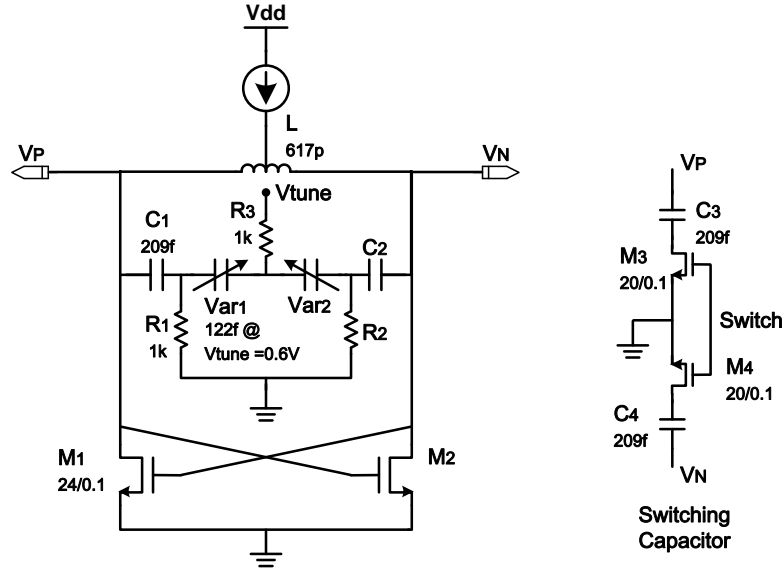 Vdd
L
617p
VP
VN
Vtune
R3
1k
C1
209f
C2
Var1
Var2
122f @
Vtune =0.6V
R1
1k
R2
M1
24/0.1
M2
VP
C3
209f
M3
20/0.1
Switch
M4
20/0.1
C4
209f
VN
Switching
Capacitor